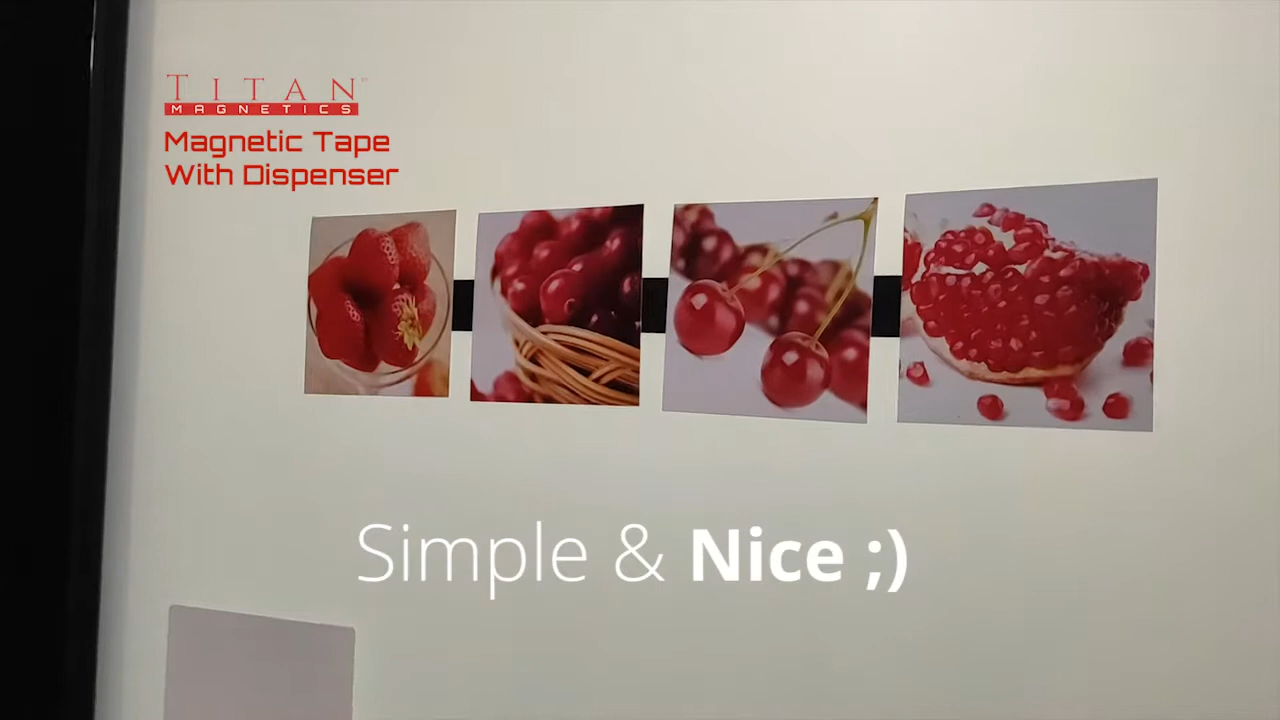 TITAN
MAGNETICS
Magnetic Tape
With Dispenser
Simple & Nice ;)